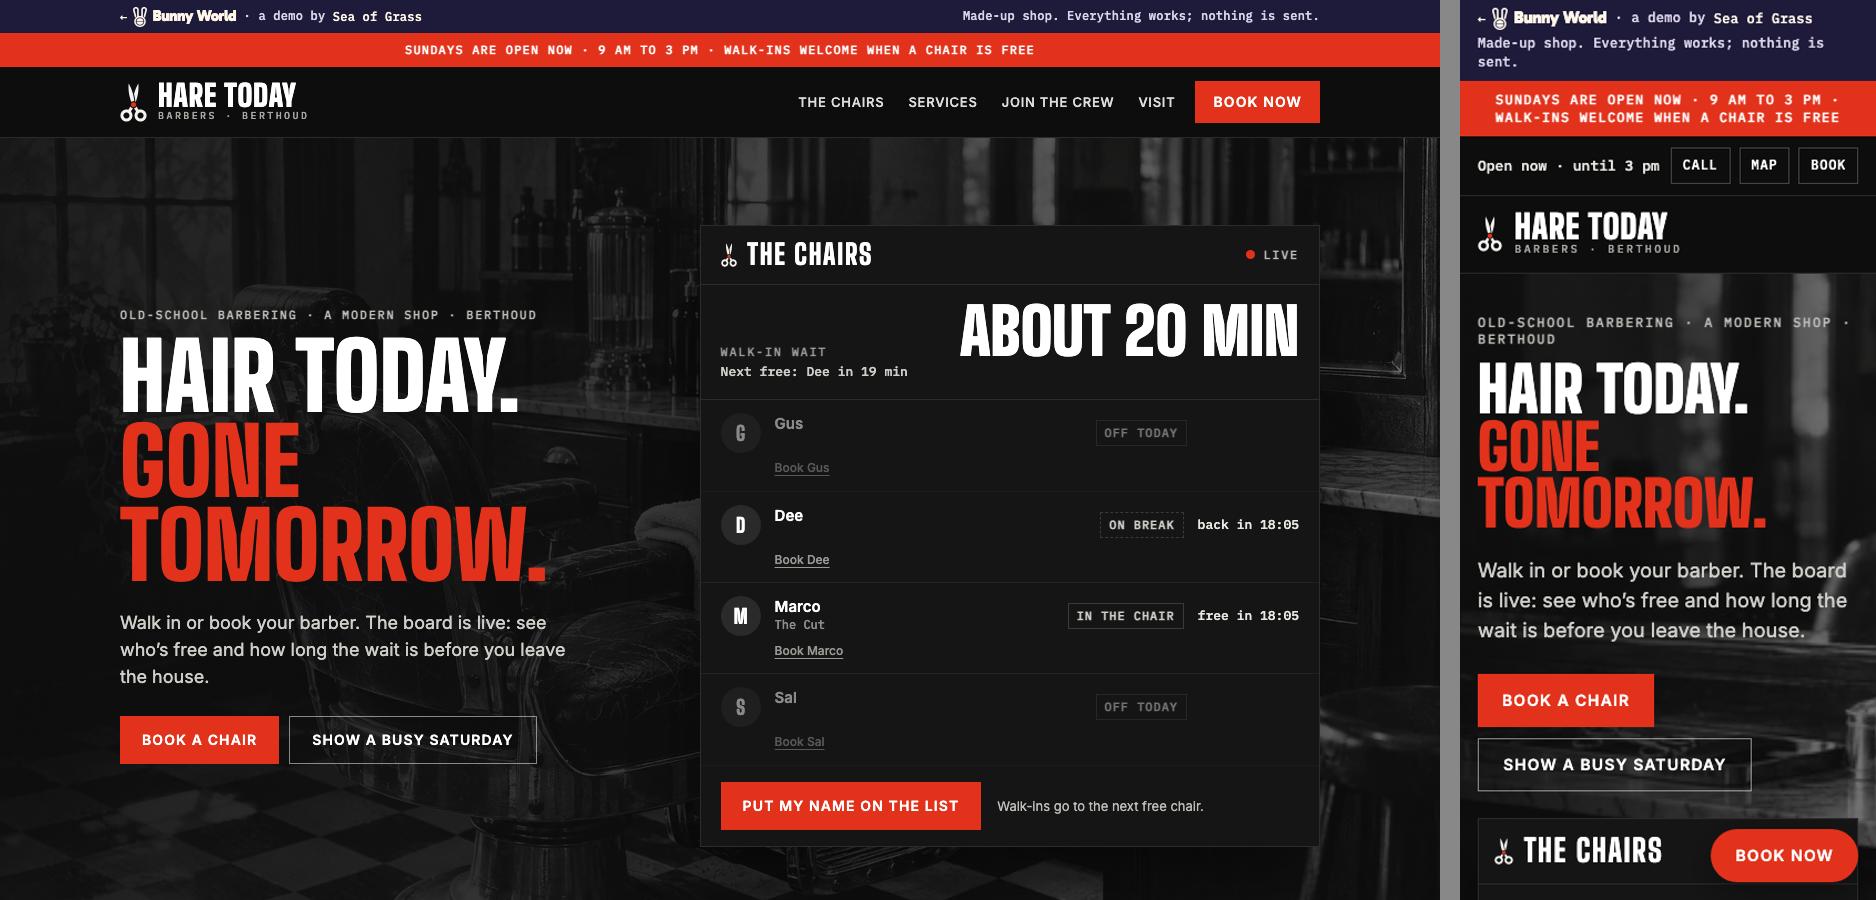 ← Bunny World · a demo by Sea of Grass
Made-up shop. Everything works; nothing is sent.
SUNDAYS ARE OPEN NOW · 9 AM TO 3 PM · WALK-INS WELCOME WHEN A CHAIR IS FREE
HARE TODAY
BARBERS · BERTHOUD
THE CHAIRS
SERVICES
JOIN THE CREW
VISIT
BOOK NOW
OLD-SCHOOL BARBERING · A MODERN SHOP · BERTHOUD
HAIR TODAY.
GONE
TOMORROW.
Walk in or book your barber. The board is live: see
who’s free and how long the wait is before you leave
the house.
BOOK A CHAIR
SHOW A BUSY SATURDAY
THE CHAIRS
LIVE
WALK-IN WAIT
Next free: Dee in 19 min
ABOUT 20 MIN
G
Gus
OFF TODAY
Book Gus
D
Dee
ON BREAK
back in 18:05
Book Dee
M
Marco
The Cut
IN THE CHAIR
free in 18:05
Book Marco
S
Sal
OFF TODAY
Book Sal
PUT MY NAME ON THE LIST
Walk-ins go to the next free chair.
← Bunny World · a demo by Sea of Grass
Made-up shop. Everything works; nothing is
sent.
SUNDAYS ARE OPEN NOW · 9 AM TO 3 PM ·
WALK-INS WELCOME WHEN A CHAIR IS FREE
Open now · until 3 pm
CALL
MAP
BOOK
HARE TODAY
BARBERS · BERTHOUD
OLD-SCHOOL BARBERING · A MODERN SHOP ·
BERTHOUD
HAIR TODAY.
GONE
TOMORROW.
Walk in or book your barber. The board
is live: see who’s free and how long the
wait is before you leave the house.
BOOK A CHAIR
SHOW A BUSY SATURDAY
THE CHAIRS
BOOK NOW